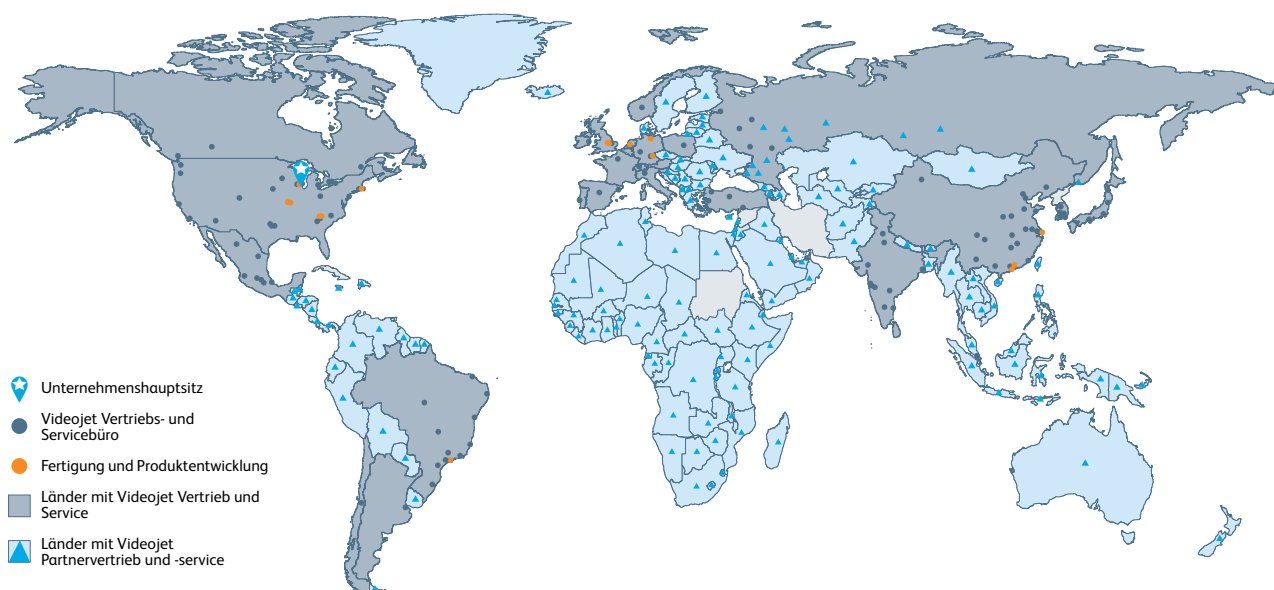 Unternehmenshauptsitz
Videojet Vertriebs- und
Servicebüro
Fertigung und Produktentwicklung
Länder mit Videojet Vertrieb und
Service
Länder mit Videojet
Partnervertrieb und -service